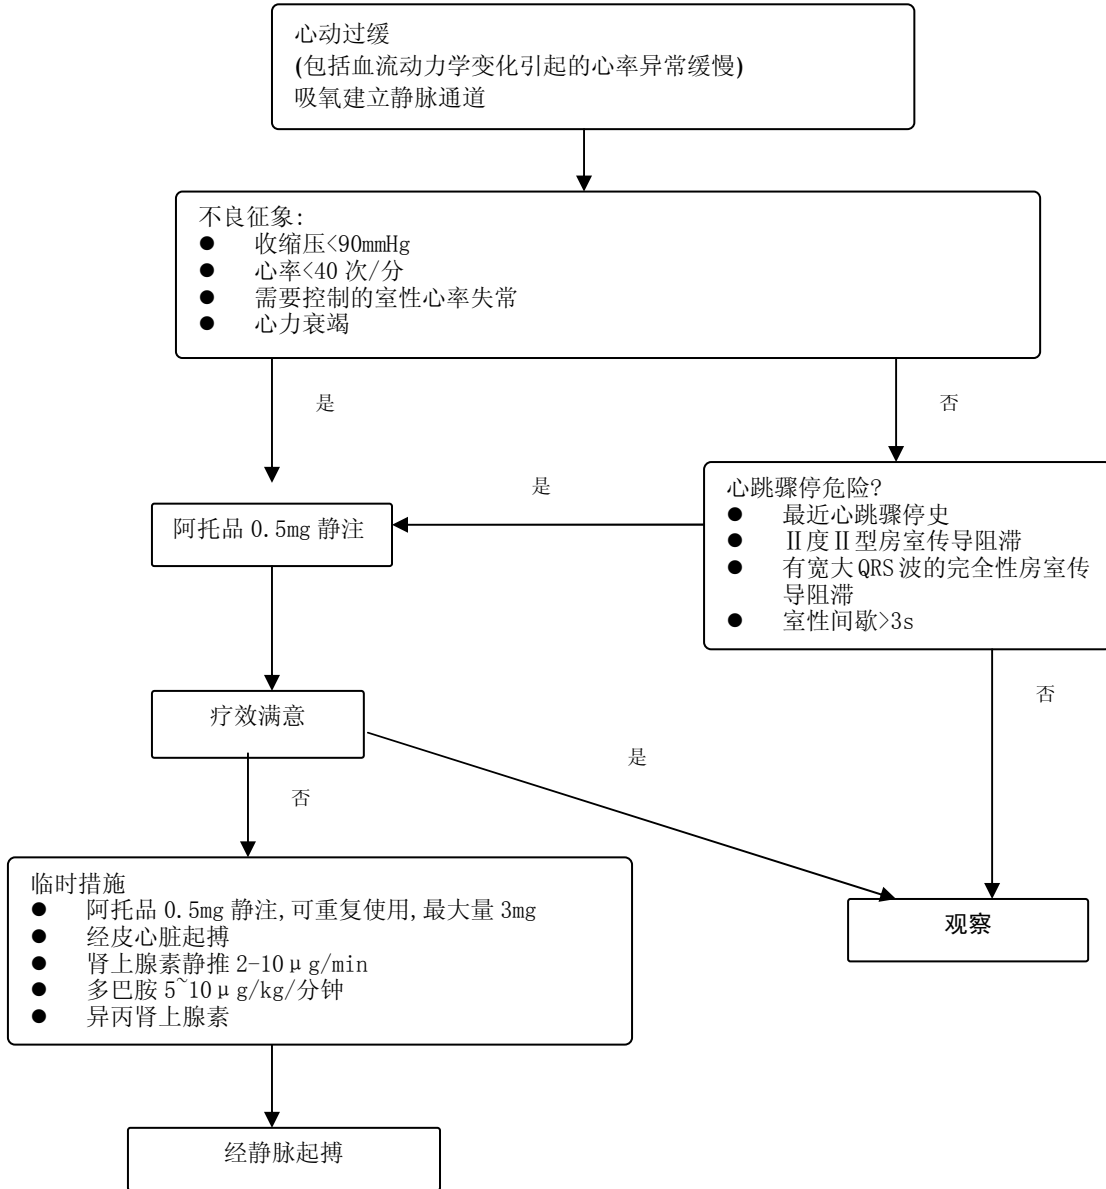 心动过缓
(包括血流动力学变化引起的心率异常缓慢)
吸氧建立静脉通道
不良征象:
● 收缩压<90mmHg
● 心率<40 次/分
● 需要控制的室性心率失常
● 心力衰竭
是
否
心跳骤停危险?
● 最近心跳骤停史
● Ⅱ度Ⅱ型房室传导阻滞
● 有宽大 QRS 波的完全性房室传
导阻滞
● 室性间歇>3s
是
阿托品 0.5mg 静注
否
疗效满意
是
否
临时措施
● 阿托品 0.5mg 静注,可重复使用,最大量 3mg
● 经皮心脏起搏
● 肾上腺素静推 2-10μg/min
● 多巴胺 5~10μg/kg/分钟
● 异丙肾上腺素
观察
经静脉起搏